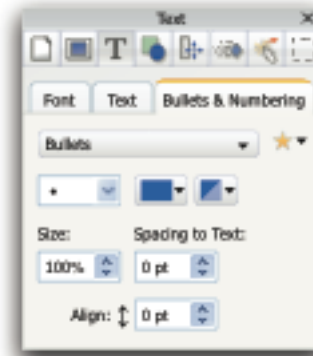 Text
T
Font Text Bullets & Numbering
Bullets
Size: Spacing to Text:
100% 0 pt
Align: 0 pt